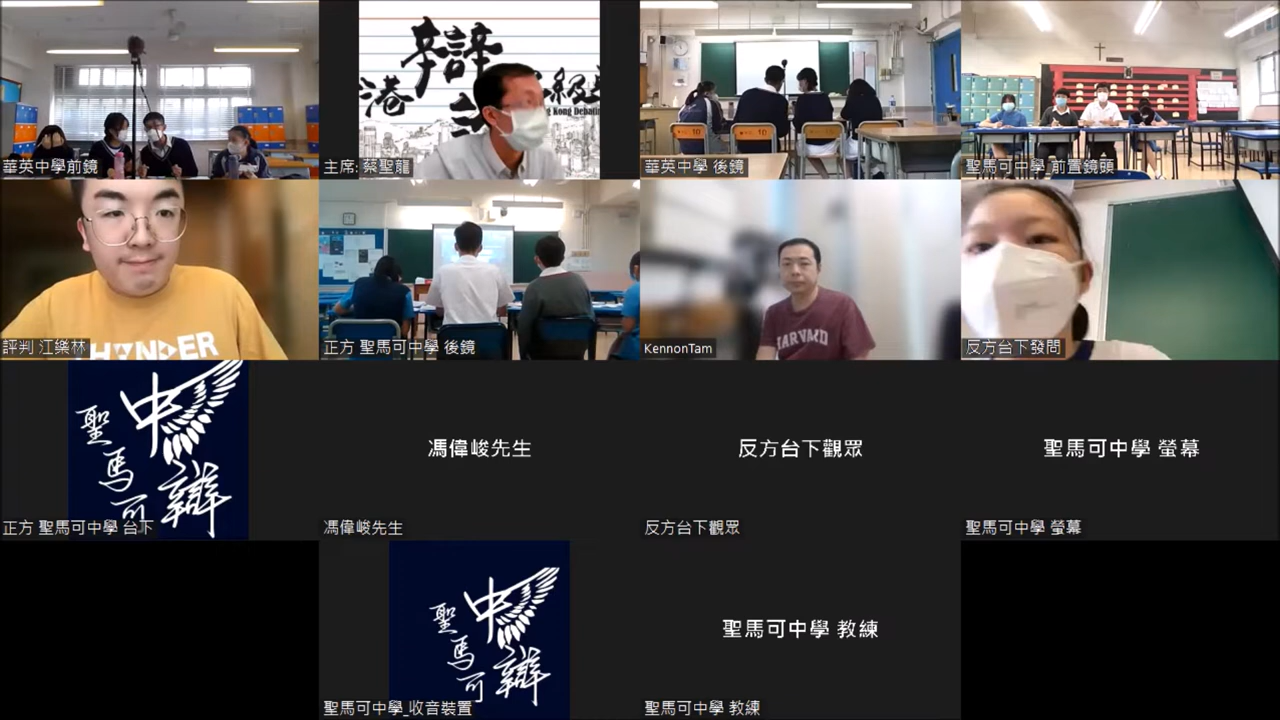 華英中學前鏡
港
辯
Kong Debating
主席: 蔡聖龍
華英中學 後鏡
聖馬可中學_前置鏡頭
評判 江樂林
正方 聖馬可中學 後鏡
HARVARD
KennonTam
反方台下發問
聖馬可中辯
正方 聖馬可中學 台下
馮偉峻先生
馮偉峻先生
反方台下觀眾
反方台下觀眾
聖馬可中學 螢幕
聖馬可中學 螢幕
聖馬可中辯
聖馬可中學_收音裝置
聖馬可中學 教練
聖馬可中學 教練